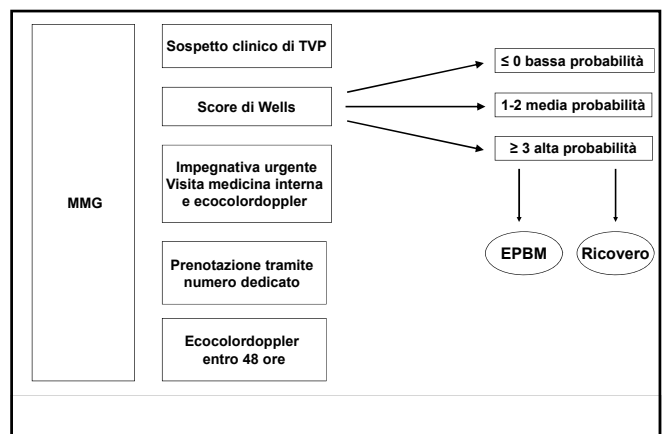 MMG
Sospetto clinico di TVP
Score di Wells
Impegnativa urgente
Visita medicina interna
e ecocolordoppler
Prenotazione tramite
numero dedicato
Ecocolordoppler
entro 48 ore
≤ 0 bassa probabilità
1-2 media probabilità
≥ 3 alta probabilità
EPBM
Ricovero